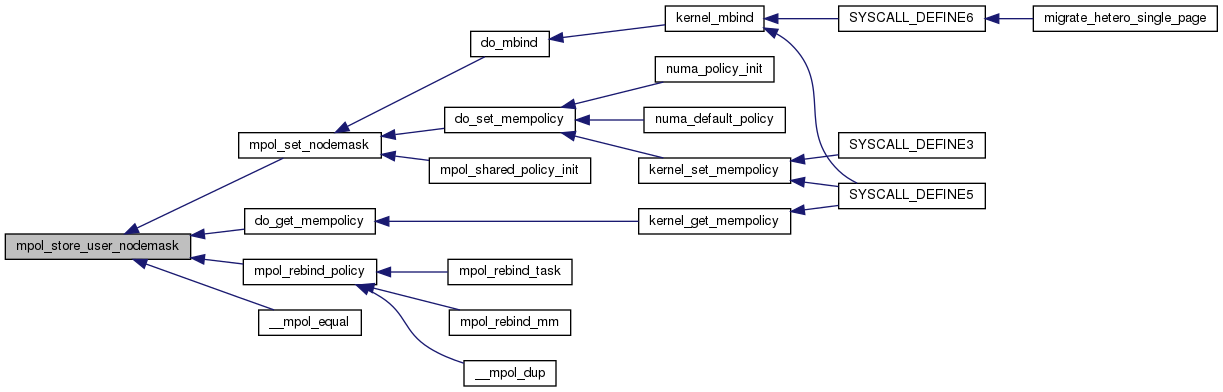 kernel_mbind
SYSCALL_DEFINE6
migrate_hetero_single_page
do_mbind
numa_policy_init
do_set_mempolicy
numa_default_policy
mpol_set_nodemask
SYSCALL_DEFINE3
mpol_shared_policy_init
kernel_set_mempolicy
SYSCALL_DEFINE5
do_get_mempolicy
kernel_get_mempolicy
mpol_store_user_nodemask
mpol_rebind_policy
mpol_rebind_task
__mpol_equal
mpol_rebind_mm
__mpol_dup